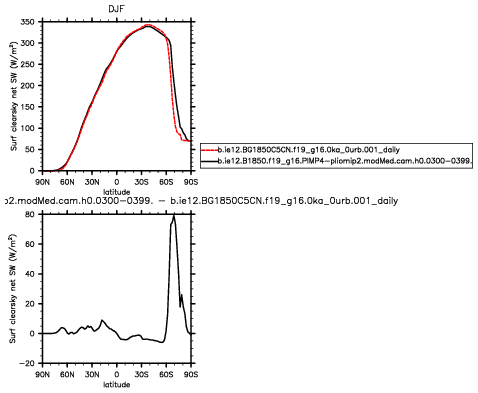 DJF
350
300
250
200
150
100
50
0
Surf clearsky net SW (W/m²)
90N 60N 30N 0 30S 60S 90S
latitude
b.ie12.BG1850C5CN.f19_g16.0ka_0urb.001_daily
b.ie12.B1850.f19_g16.PlMP4-pliomip2.modMed.cam.h0.0300-0399.
p2.modMed.cam.h0.0300-0399. - b.ie12.BG1850C5CN.f19_g16.0ka_0urb.001_daily
80
60
40
20
0
-20
Surf clearsky net SW (W/m²)
90N 60N 30N 0 30S 60S 90S
latitude